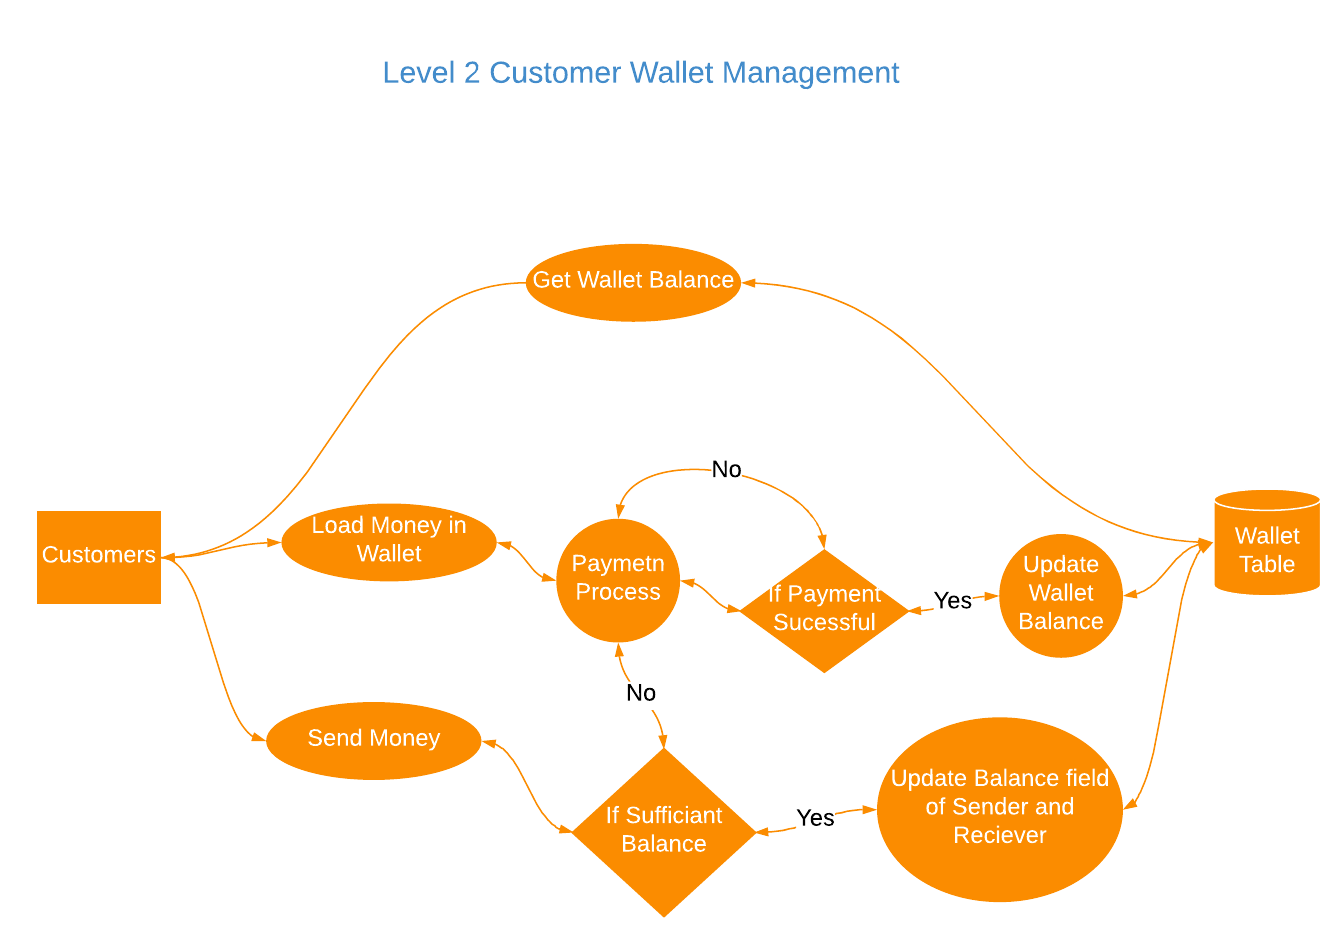 Level 2 Customer Wallet Management
Get Wallet Balance
No
Customers
Load Money in
Wallet
Paymetn
Process
If Payment
Sucessful
Yes
Update
Wallet
Balance
Wallet
Table
No
Send Money
If Sufficiant
Balance
Yes
Update Balance field
of Sender and
Reciever